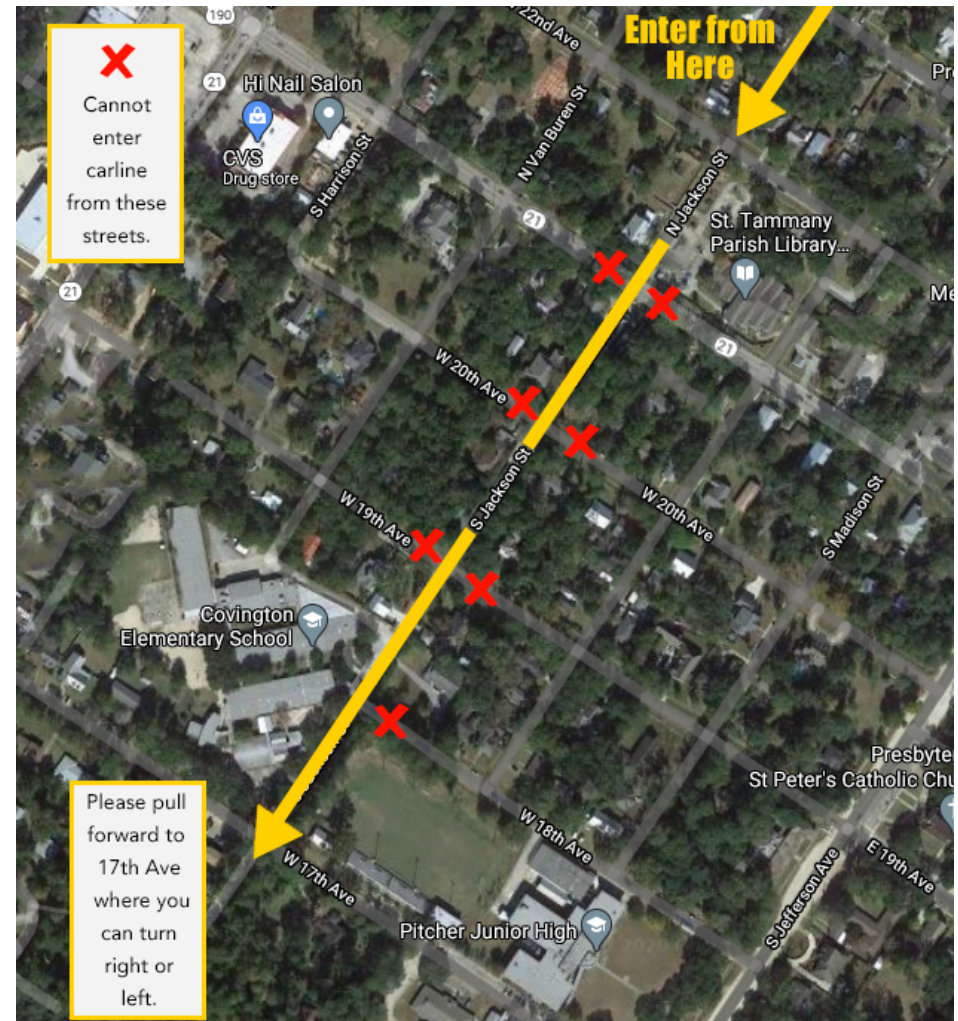 190
22nd Ave
Enter from
Here
Cannot
enter
carline
from these
streets.
21
Hi Nail Salon
CVS
Drug store
S Harrison St
N Van Buren St
21
N Jackson St
St. Tammany
Parish Library...
21
21
W 20th Ave
S Jackson St
W 20th Ave
S Madison St
W 19th Ave
Covington
Elementary School
Presbyte
St Peter's Catholic Chu
Please pull
forward to
17th Ave
where you
can turn
right or
left.
W 17th Ave
W 18th Ave
E 19th Ave
S Jefferson Ave
Pitcher Junior High